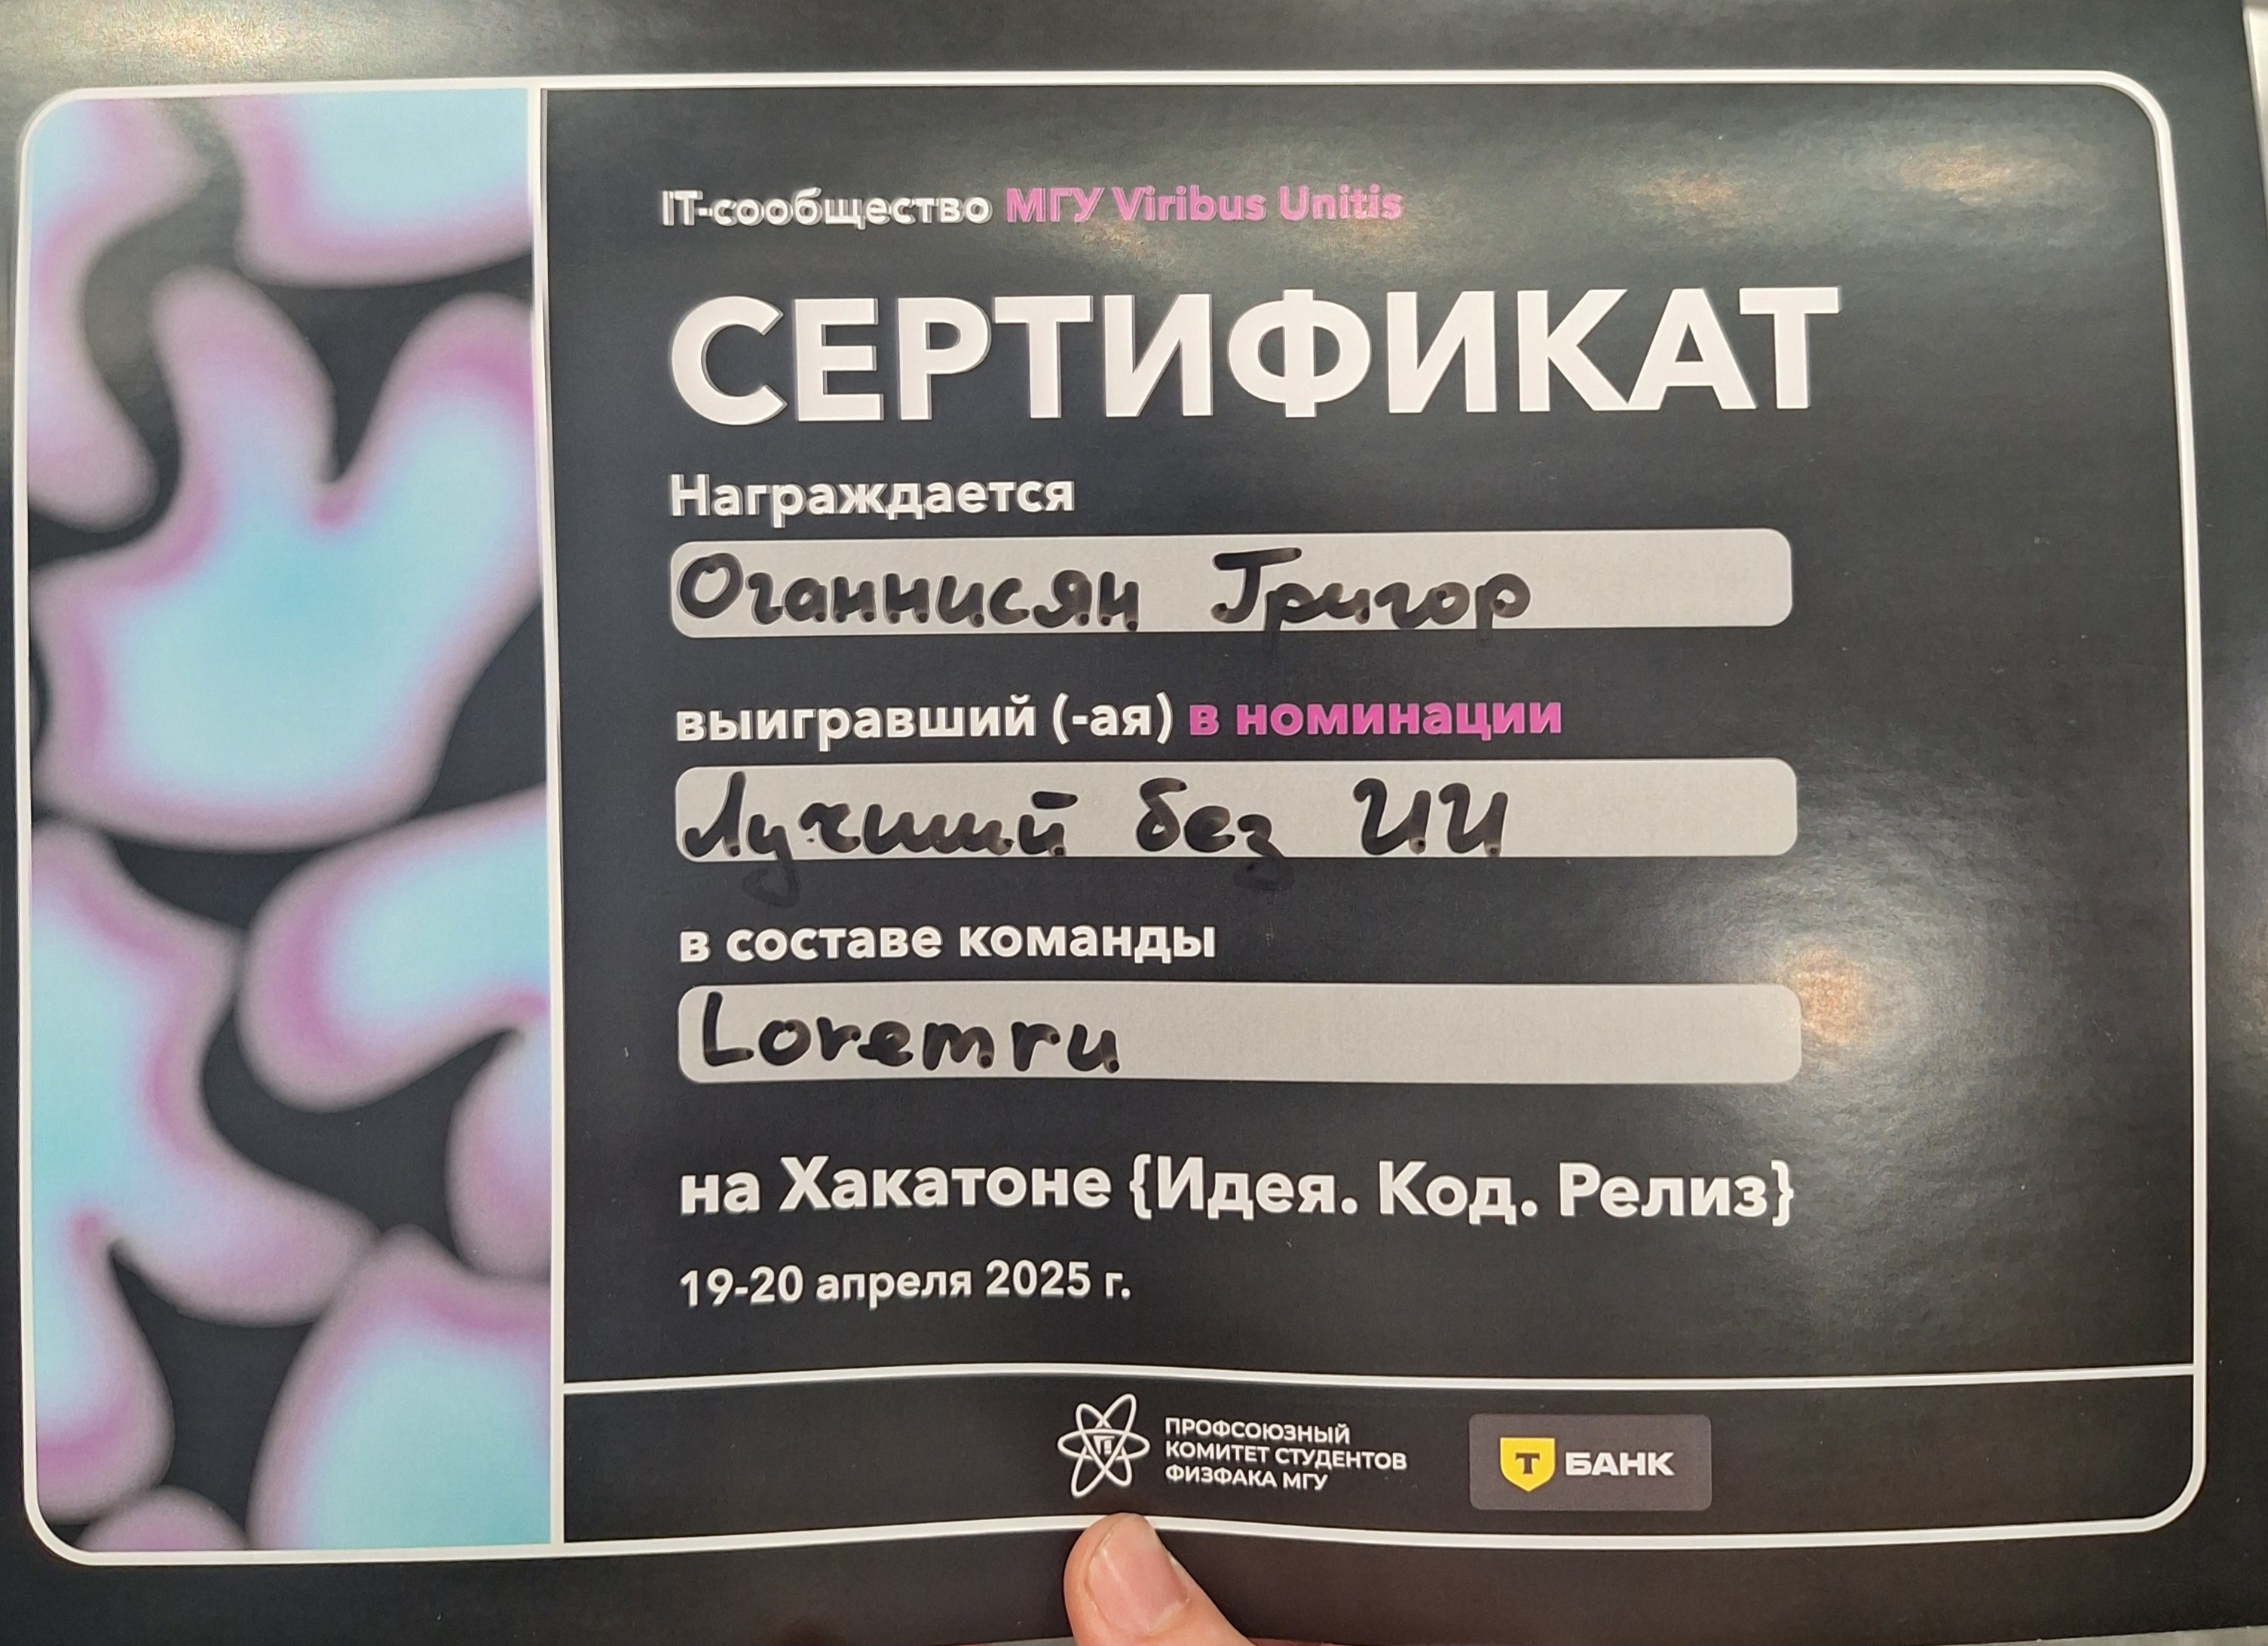 IT-сообщество МГУ Viribus Unitis
СЕРТИФИКАТ
Награждается
Оганнисян Григор
выигравший (-ая) в номинации
Лучший без ИИ
в составе команды
Loremru
на Хакатоне {Идея. Код. Релиз}
19-20 апреля 2025 г.
ПРОФСОЮЗНЫЙ
КОМИТЕТ СТУДЕНТОВ
ФИЗФАКА МГУ
Т БАНК